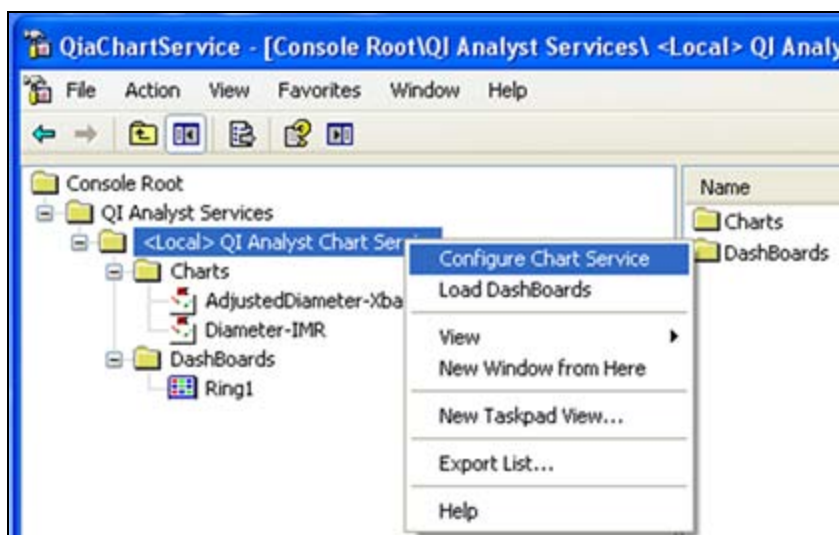 QiaChartService - [Console Root\QI Analyst Services\ <Local> QI Analy
File Action View Favorites Window Help
Console Root
QI Analyst Services
<Local> QI Analyst Chart
Charts
AdjustedDiameter-Xba
Diameter-IMR
DashBoards
Ring1
Configure Chart Service
Load DashBoards
View
New Window from Here
New Taskpad View...
Export List...
Help
Name
Charts
DashBoards